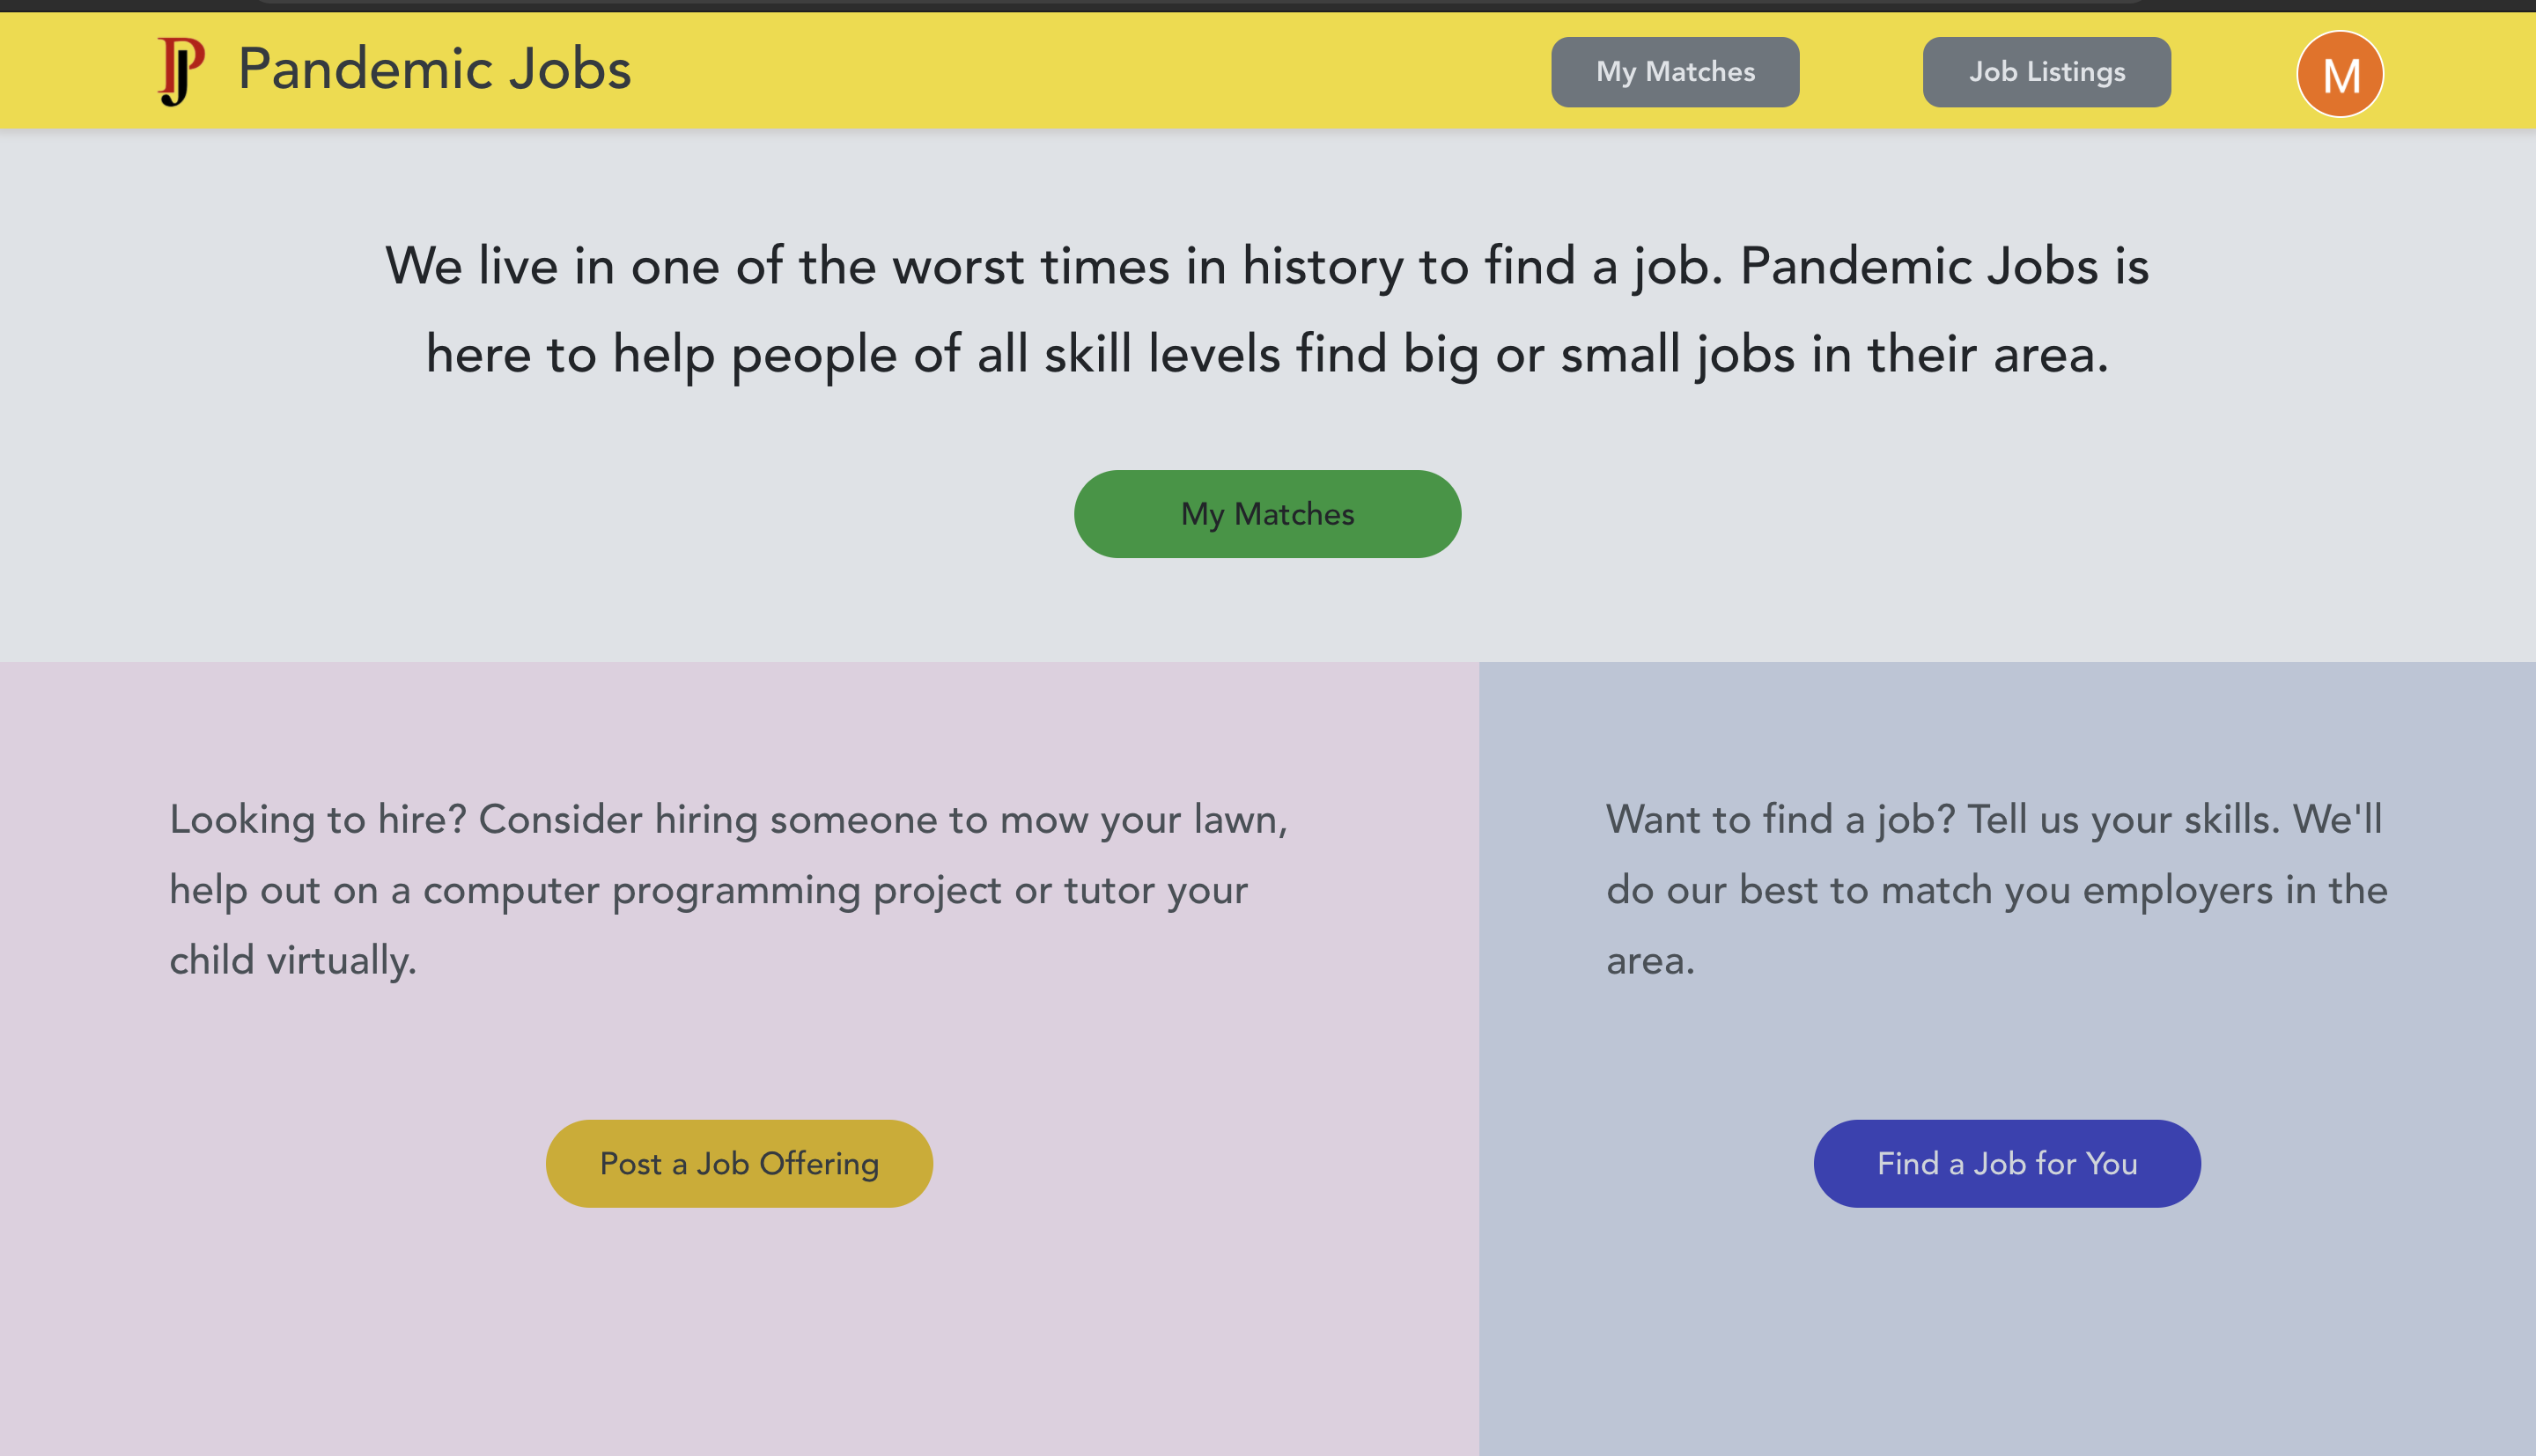 PJ Pandemic Jobs
My Matches
Job Listings
M
We live in one of the worst times in history to find a job. Pandemic Jobs is
here to help people of all skill levels find big or small jobs in their area.
My Matches
Looking to hire? Consider hiring someone to mow your lawn,
help out on a computer programming project or tutor your
child virtually.
Post a Job Offering
Want to find a job? Tell us your skills. We'll
do our best to match you employers in the
area.
Find a Job for You